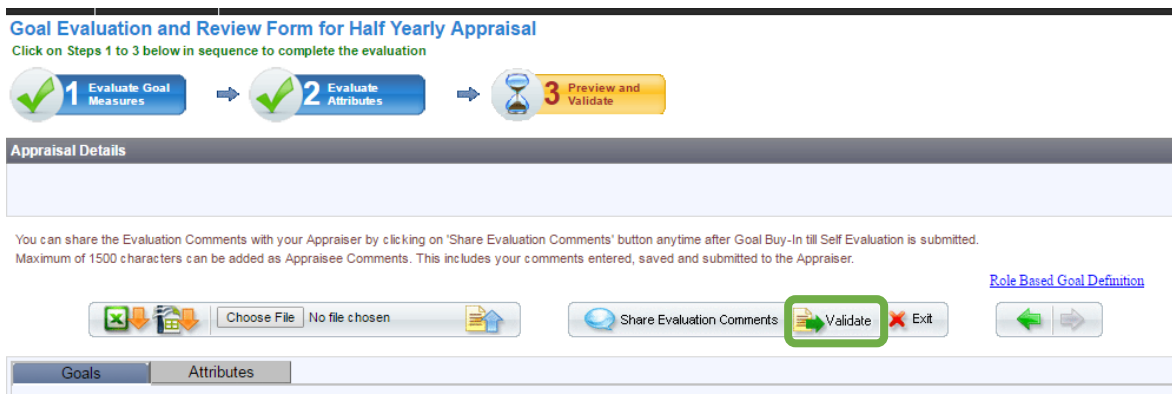 Goal Evaluation and Review Form for Half Yearly Appraisal
Click on Steps 1 to 3 below in sequence to complete the evaluation
1 Evaluate Goal Measures
2 Evaluate Attributes
3 Preview and Validate
Appraisal Details
You can share the Evaluation Comments with your Appraiser by clicking on 'Share Evaluation Comments' button anytime after Goal Buy-In till Self Evaluation is submitted.
Maximum of 1500 characters can be added as Appraisee Comments. This includes your comments entered, saved and submitted to the Appraiser.
Role Based Goal Definition
Choose File No file chosen Share Evaluation Comments Validate Exit
Goals Attributes